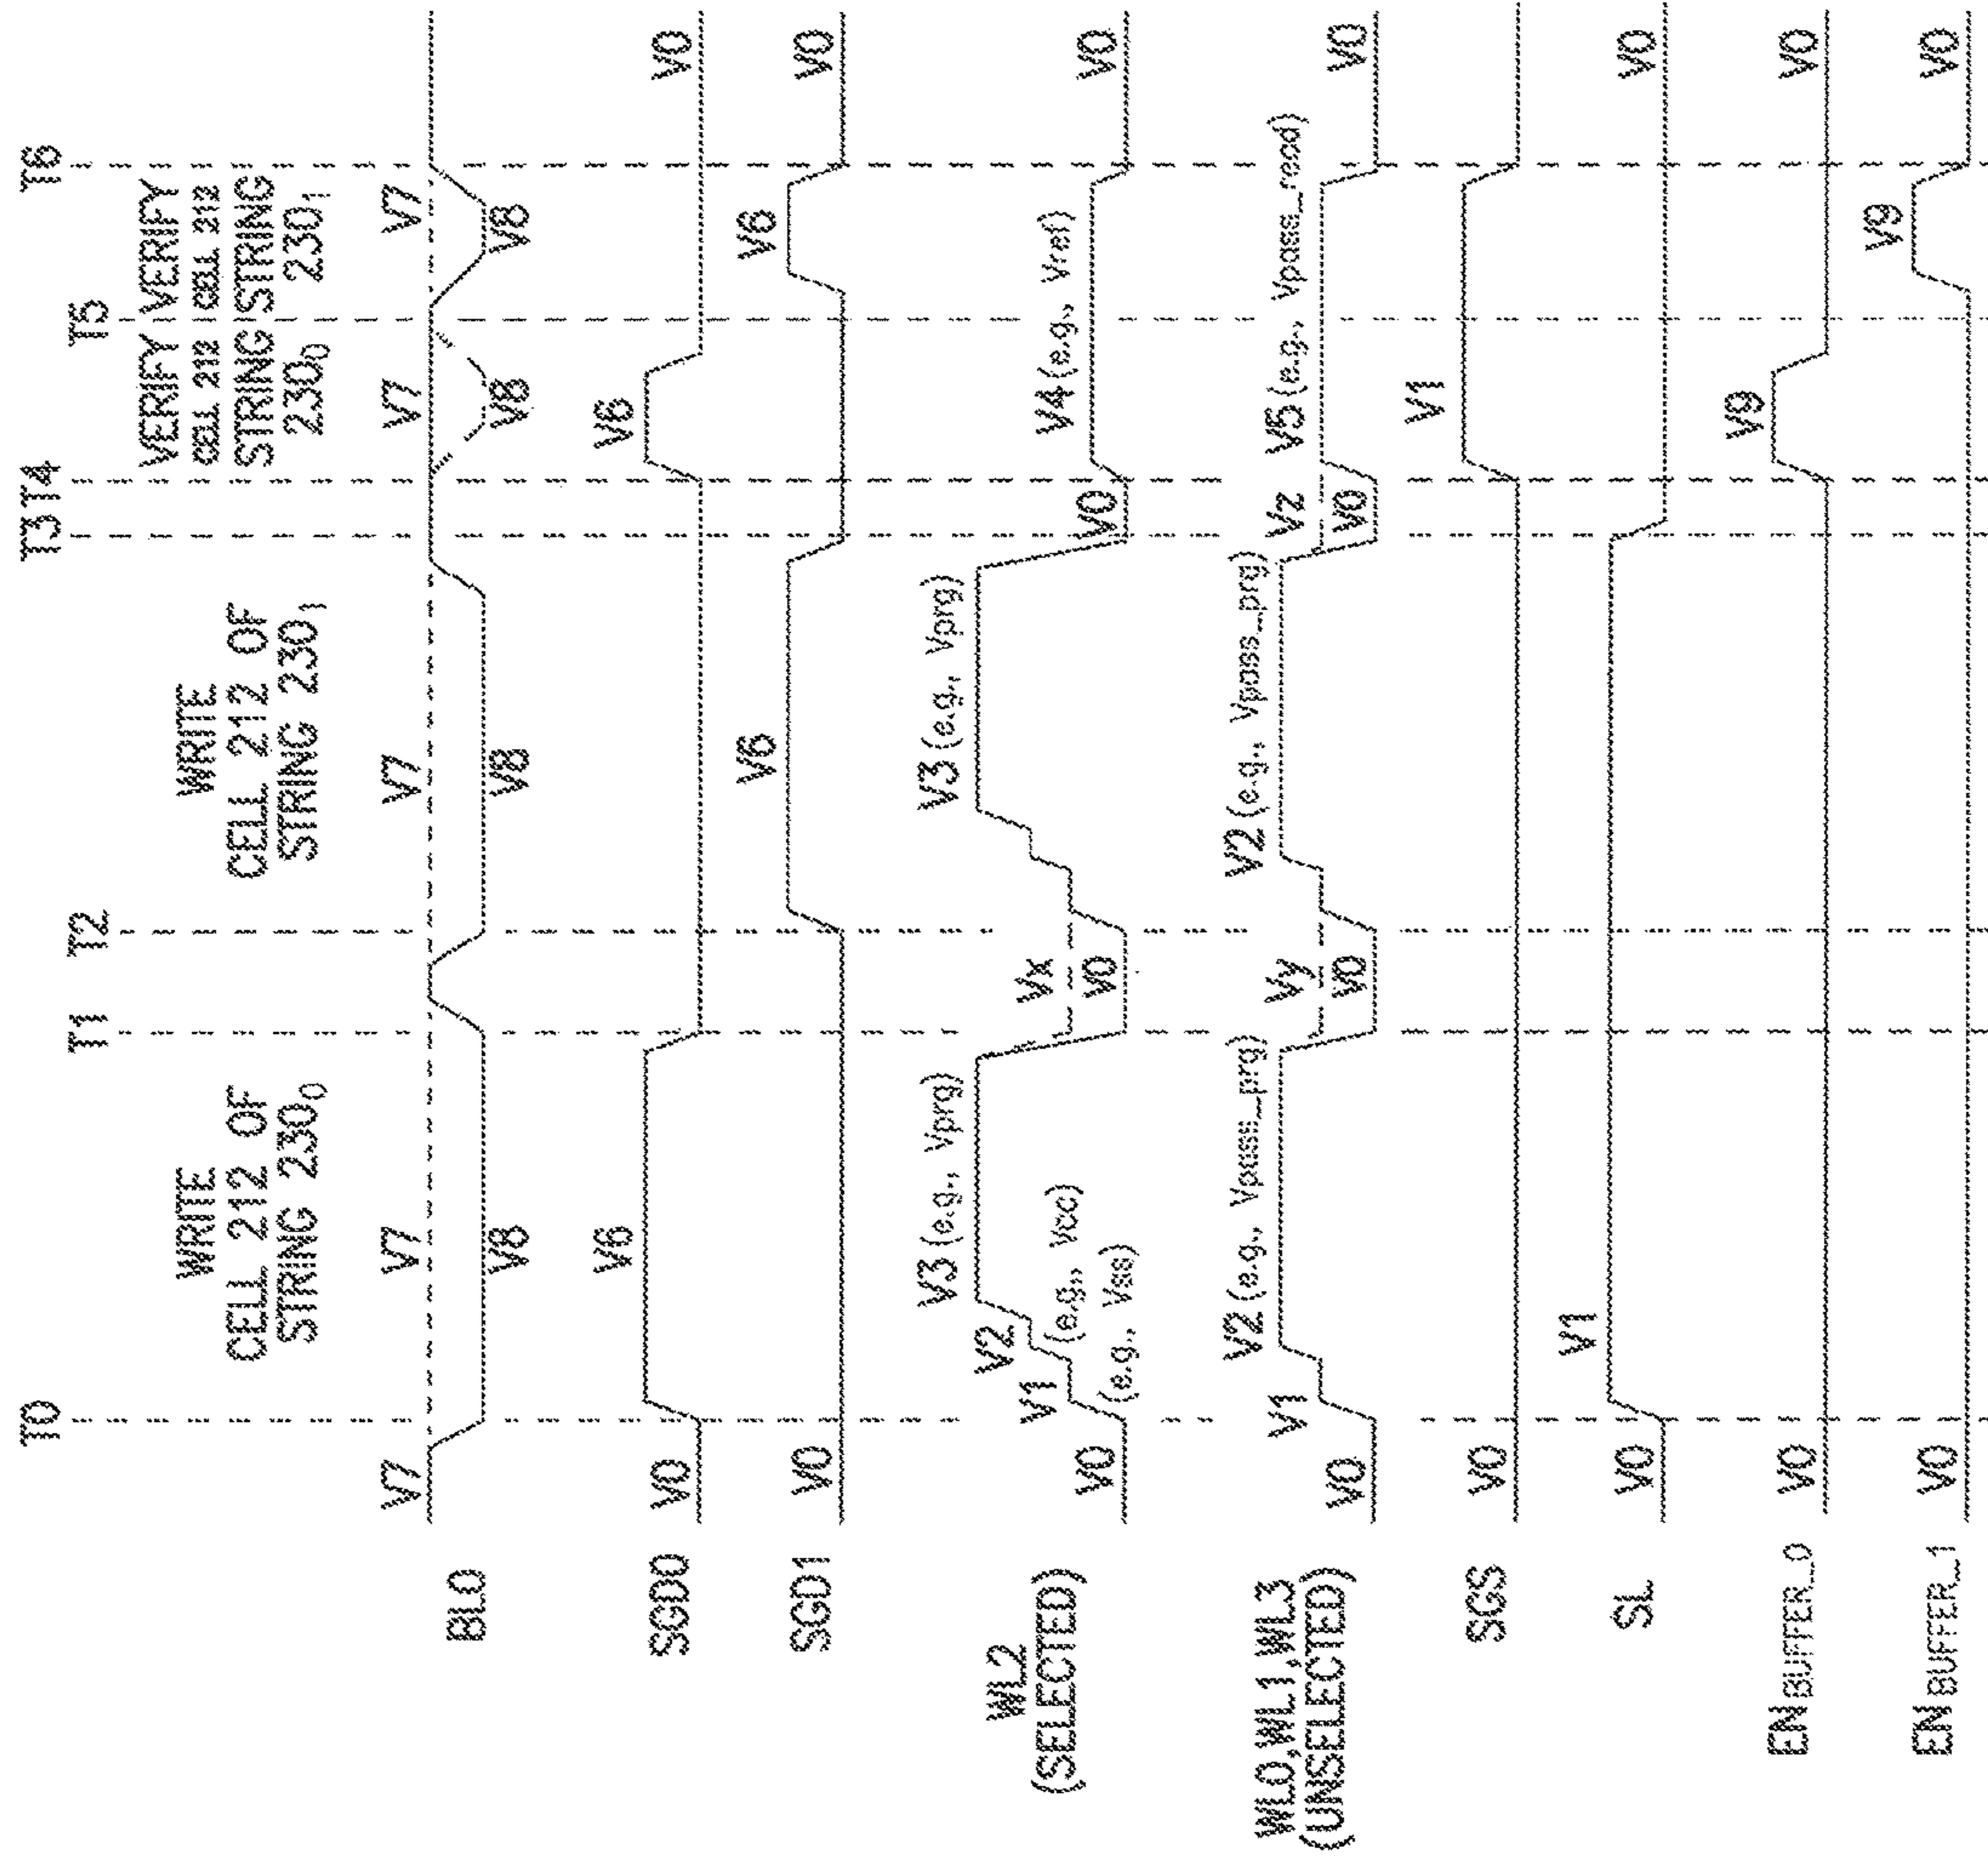 T0
T1
T2
T3
T4
T5
T6
WRITE
CELL 212 OF
STRING 230₀
WRITE
CELL 212 OF
STRING 230₁
VERIFY
CELL 212
STRING
230₀
VERIFY
CELL 212
STRING
230₁
BL0
V7
V7
V8
V7
V8
V7
V8
V7
V8
SGD0
V0
V6
V6
V0
SGD1
V0
V6
V6
V0
WL2
(SELECTED)
V0
V1 (e.g., Vcc)
(e.g., Vss)
V2
V3 (e.g., Vprg)
Vx
V0
V3 (e.g., Vprg)
V0
V4 (e.g., Vref)
V0
WL0,WL1,WL3
(UNSELECTED)
V0
V1
V2 (e.g., Vpass_prg)
Vy
V0
V2 (e.g., Vpass_prg)
Vz
V0
V5 (e.g., Vpass_read)
V0
SGS
V0
V1
SL
V0
V1
V0
EN BUFFER_0
V0
V9
V0
EN BUFFER_1
V0
V9
V0